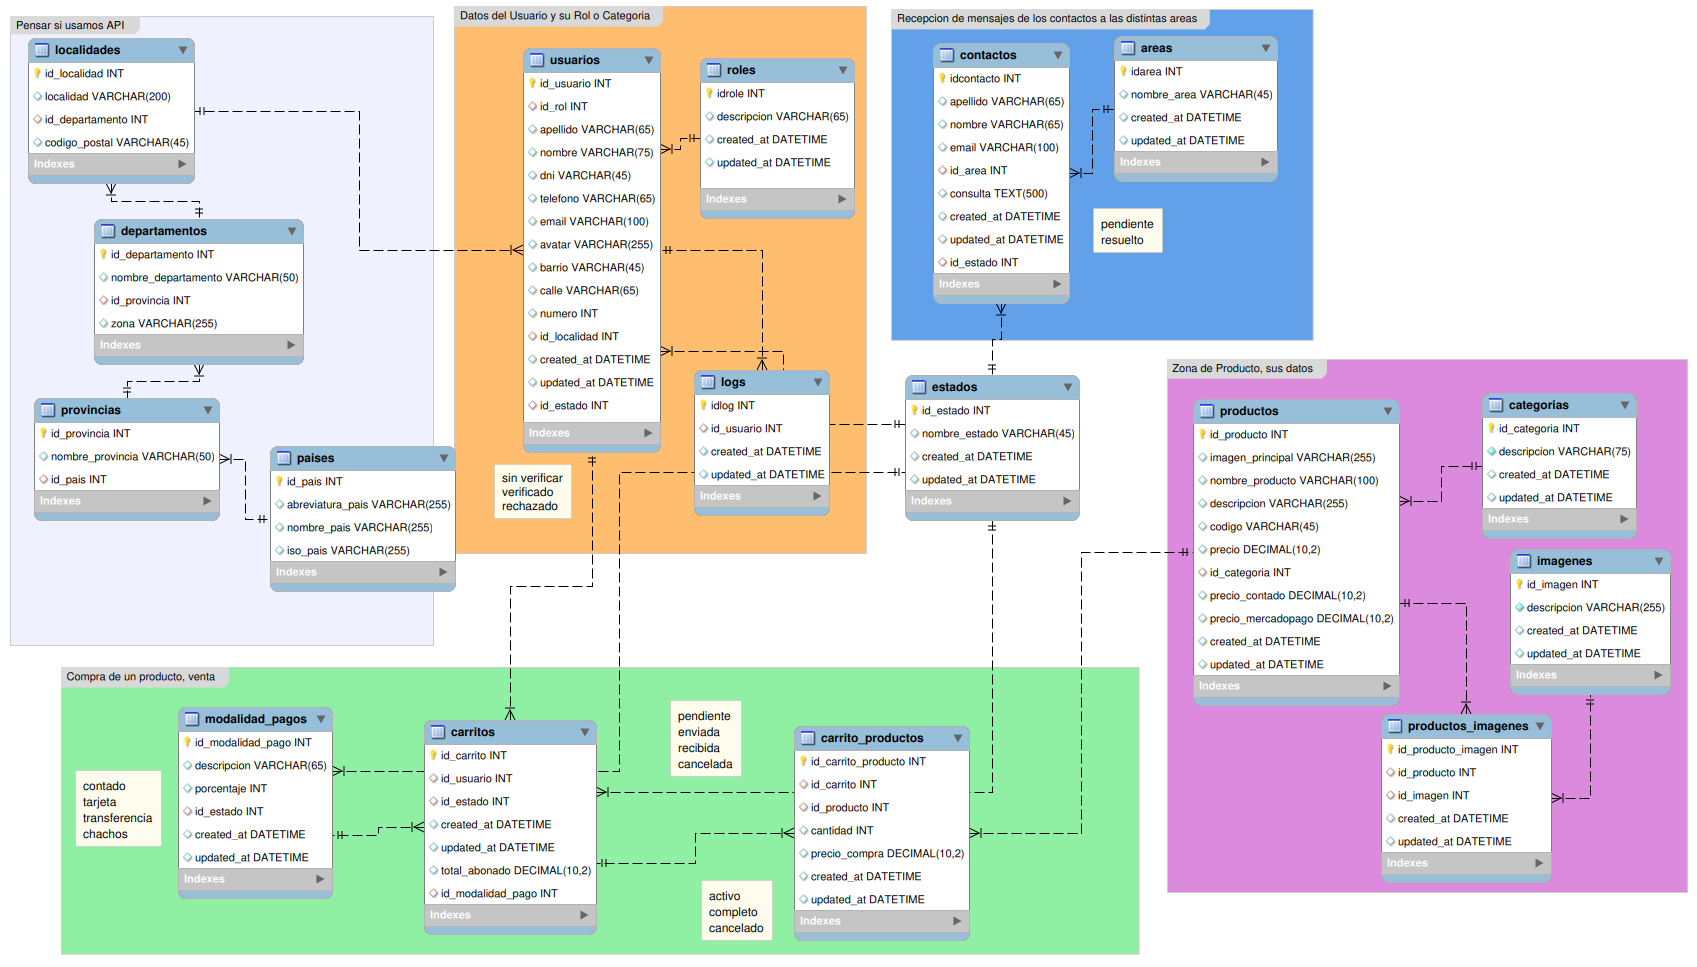 Pensar si usamos API
localidades
id_localidad INT
localidad VARCHAR(200)
id_departamento INT
codigo_postal VARCHAR(45)
Indexes
departamentos
id_departamento INT
nombre_departamento VARCHAR(50)
id_provincia INT
zona VARCHAR(255)
Indexes
provincias
id_provincia INT
nombre_provincia VARCHAR(50)
id_pais INT
Indexes
paises
id_pais INT
abreviatura_pais VARCHAR(255)
nombre_pais VARCHAR(255)
iso_pais VARCHAR(255)
Indexes
Datos del Usuario y su Rol o Categoria
usuarios
id_usuario INT
id_rol INT
apellido VARCHAR(65)
nombre VARCHAR(75)
dni VARCHAR(45)
telefono VARCHAR(65)
email VARCHAR(100)
avatar VARCHAR(255)
barrio VARCHAR(45)
calle VARCHAR(65)
numero INT
id_localidad INT
created_at DATETIME
updated_at DATETIME
id_estado INT
Indexes
roles
idrole INT
descripcion VARCHAR(65)
created_at DATETIME
updated_at DATETIME
Indexes
logs
idlog INT
id_usuario INT
created_at DATETIME
updated_at DATETIME
Indexes
sin verificar
verificado
rechazado
Recepcion de mensajes de los contactos a las distintas areas
contactos
idcontacto INT
apellido VARCHAR(65)
nombre VARCHAR(65)
email VARCHAR(100)
id_area INT
consulta TEXT(500)
created_at DATETIME
updated_at DATETIME
id_estado INT
Indexes
areas
idarea INT
nombre_area VARCHAR(45)
created_at DATETIME
updated_at DATETIME
Indexes
pendiente
resuelto
estados
id_estado INT
nombre_estado VARCHAR(45)
created_at DATETIME
updated_at DATETIME
Indexes
Zona de Producto, sus datos
productos
id_producto INT
imagen_principal VARCHAR(255)
nombre_producto VARCHAR(100)
descripcion VARCHAR(255)
codigo VARCHAR(45)
precio DECIMAL(10,2)
id_categoria INT
precio_contado DECIMAL(10,2)
precio_mercadopago DECIMAL(10,2)
created_at DATETIME
updated_at DATETIME
Indexes
categorias
id_categoria INT
descripcion VARCHAR(75)
created_at DATETIME
updated_at DATETIME
Indexes
imagenes
id_imagen INT
descripcion VARCHAR(255)
created_at DATETIME
updated_at DATETIME
Indexes
productos_imagenes
id_producto_imagen INT
id_producto INT
id_imagen INT
created_at DATETIME
updated_at DATETIME
Indexes
Compra de un producto, venta
contado
tarjeta
transferencia
chachos
modalidad_pagos
id_modalidad_pago INT
descripcion VARCHAR(65)
porcentaje INT
id_estado INT
created_at DATETIME
updated_at DATETIME
Indexes
carritos
id_carrito INT
id_usuario INT
id_estado INT
created_at DATETIME
updated_at DATETIME
total_abonado DECIMAL(10,2)
id_modalidad_pago INT
Indexes
pendiente
enviada
recibida
cancelada
carrito_productos
id_carrito_producto INT
id_carrito INT
id_producto INT
cantidad INT
precio_compra DECIMAL(10,2)
created_at DATETIME
updated_at DATETIME
Indexes
activo
completo
cancelado